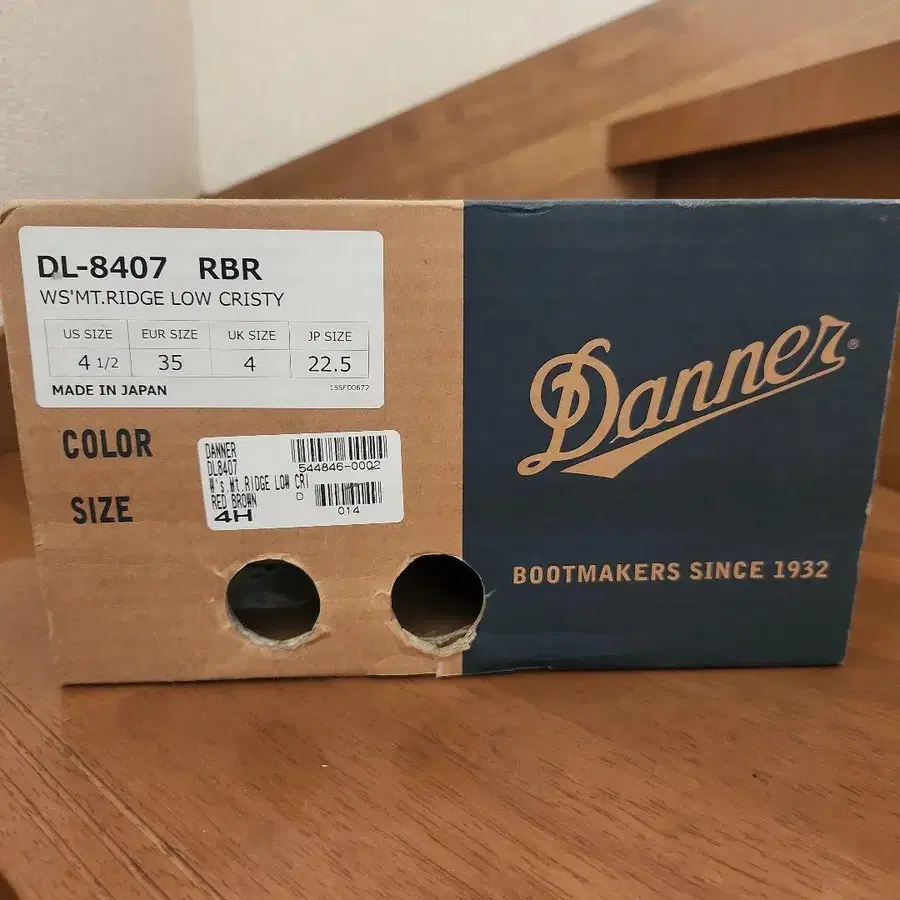 DL-8407 RBR
WS'MT.RIDGE LOW CRISTY
US SIZE EUR SIZE UK SIZE JP SIZE
4 1/2 35 4 22.5
MADE IN JAPAN
COLOR
SIZE
DANNER
DL8407
544846-0002
W's.Mt.RIDGE LOW CRI
RED BROWN D
4H
014
Danner®
BOOTMAKERS SINCE 1932